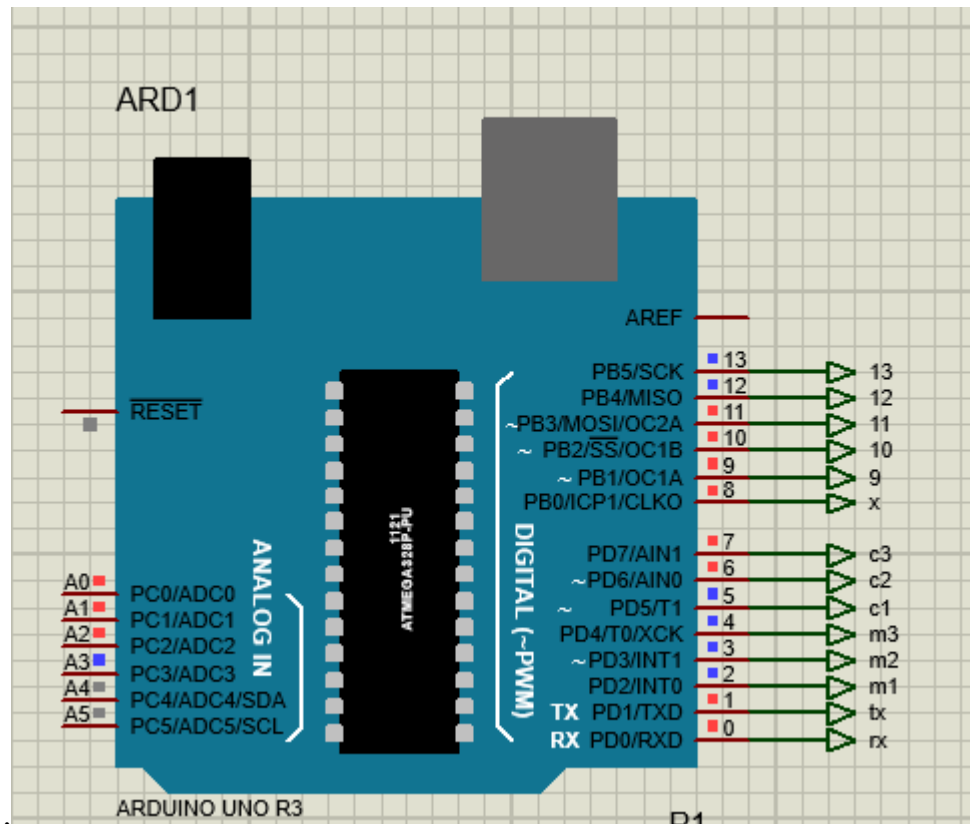 ARD1
AREF
13
PB5/SCK 13
12
PB4/MISO 12
11
~PB3/MOSI/OC2A 11
10
~ PB2/SS/OC1B 10
9
~ PB1/OC1A 9
8
PB0/ICP1/CLKO x
7
PD7/AIN1 c3
6
~PD6/AIN0 c2
5
~ PD5/T1 c1
4
PD4/T0/XCK m3
3
~PD3/INT1 m2
2
PD2/INT0 m1
1
TX PD1/TXD tx
0
RX PD0/RXD rx
RESET
A0
PC0/ADC0
A1
PC1/ADC1
A2
PC2/ADC2
A3
PC3/ADC3
A4
PC4/ADC4/SDA
A5
PC5/ADC5/SCL
ANALOG IN
1121
ATMEGA328P-PU
DIGITAL (~PWM)
ARDUINO UNO R3